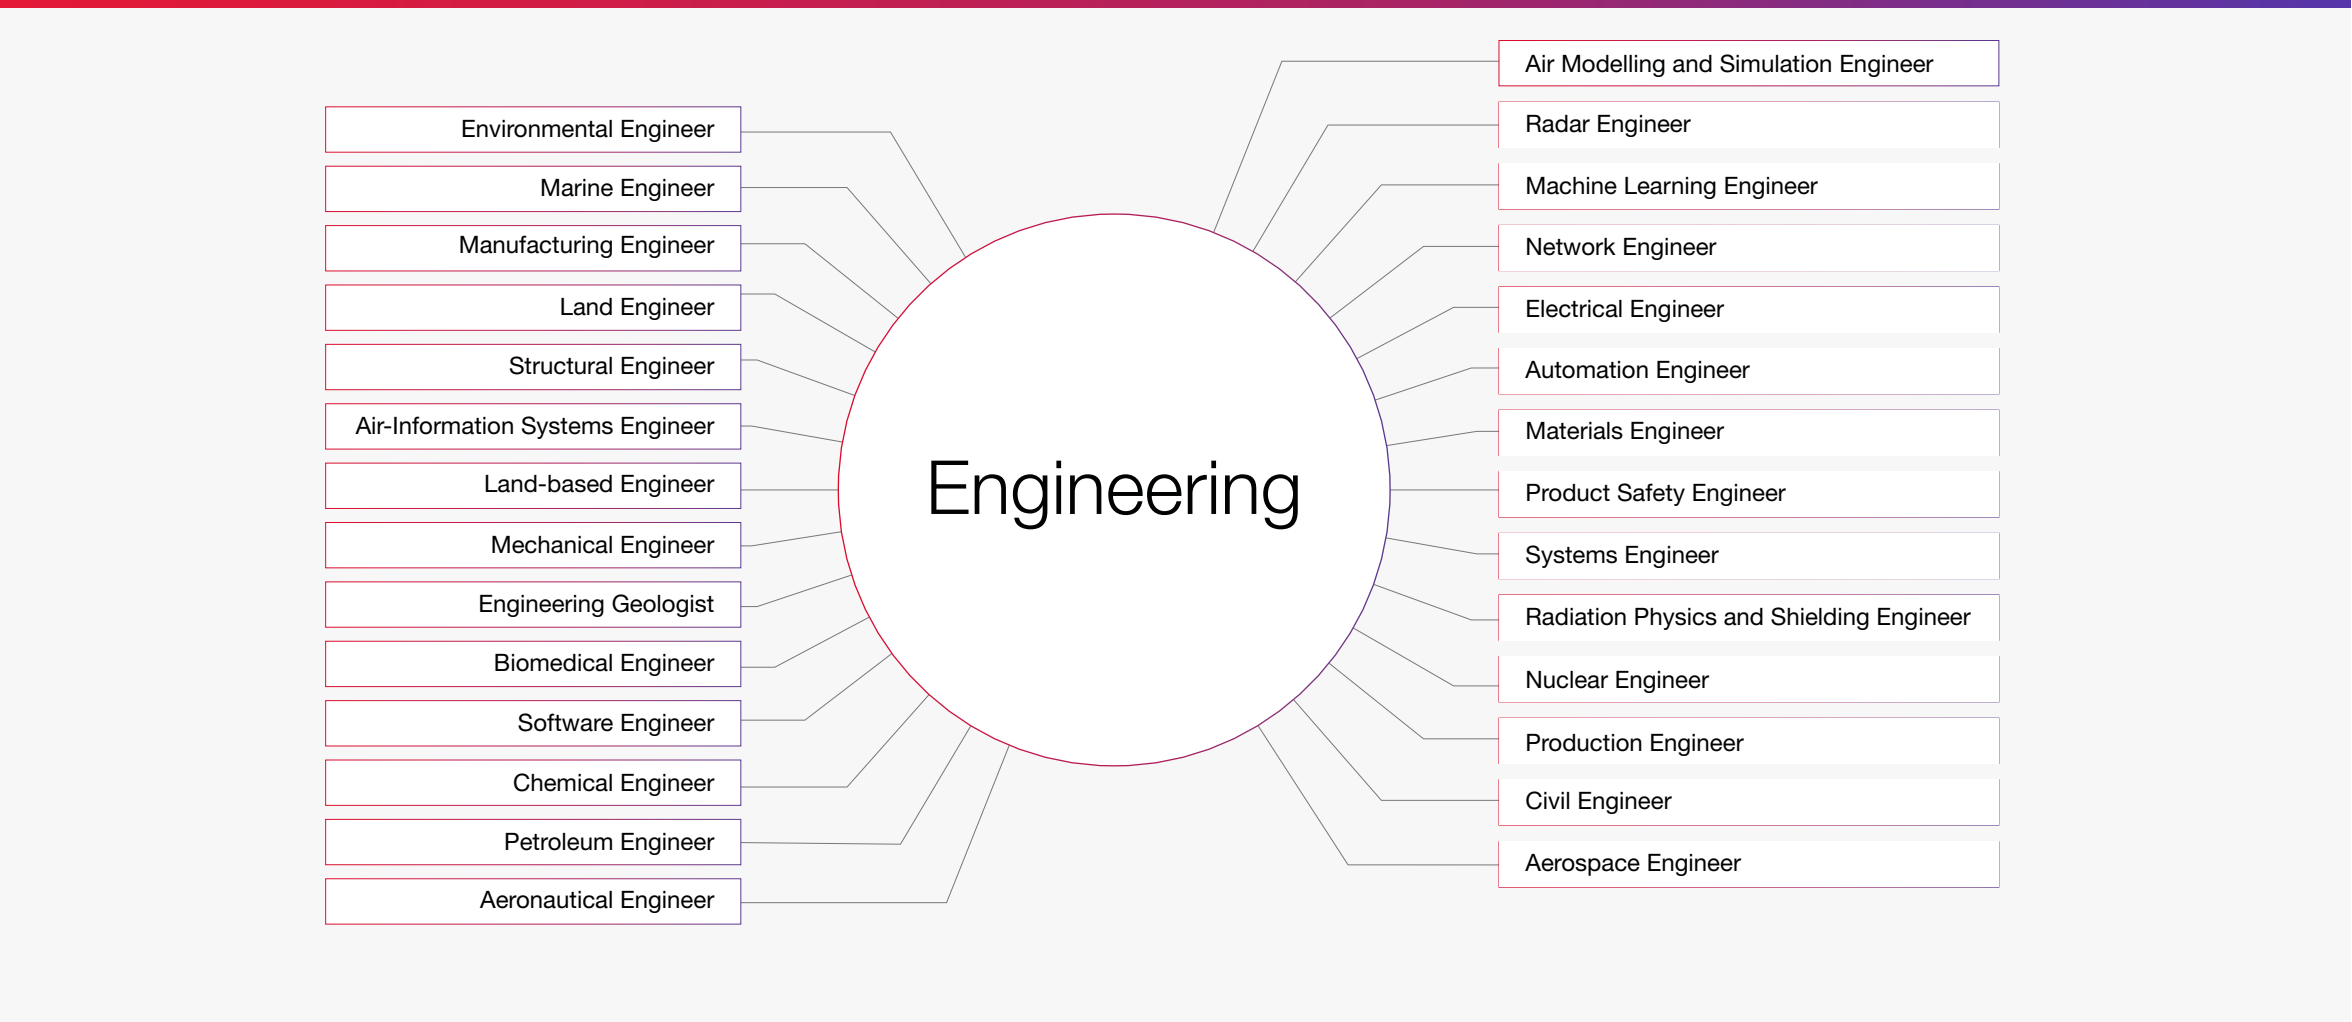 Environmental Engineer
Marine Engineer
Manufacturing Engineer
Land Engineer
Structural Engineer
Air-Information Systems Engineer
Land-based Engineer
Mechanical Engineer
Engineering Geologist
Biomedical Engineer
Software Engineer
Chemical Engineer
Petroleum Engineer
Aeronautical Engineer
Engineering
Air Modelling and Simulation Engineer
Radar Engineer
Machine Learning Engineer
Network Engineer
Electrical Engineer
Automation Engineer
Materials Engineer
Product Safety Engineer
Systems Engineer
Radiation Physics and Shielding Engineer
Nuclear Engineer
Production Engineer
Civil Engineer
Aerospace Engineer